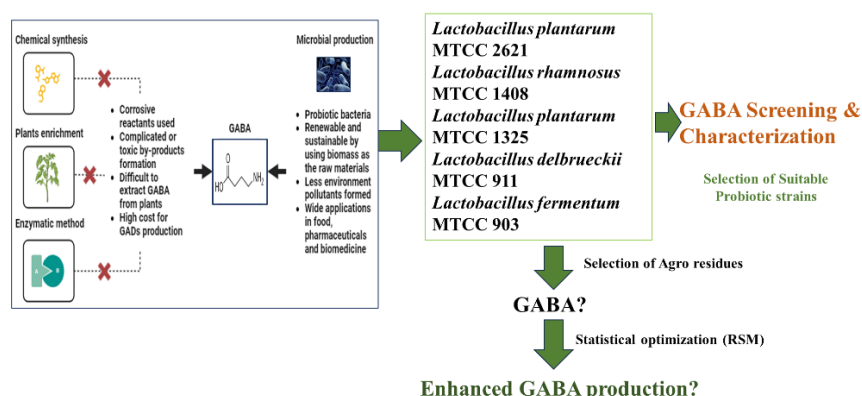 Chemical synthesis
Plants enrichment
Enzymatic method
A
B
• Corrosive
reactants used
• Complicated or
toxic by-products
formation
• Difficult to
extract GABA
from plants
• High cost for
GADs production
GABA
O
HO
NH2
Microbial production
• Probiotic bacteria
• Renewable and
sustainable by
using biomass as
the raw materials
• Less environment
pollutants formed
• Wide applications
in food,
pharmaceuticals
and biomedicine
Lactobacillus plantarum
MTCC 2621
Lactobacillus rhamnosus
MTCC 1408
Lactobacillus plantarum
MTCC 1325
Lactobacillus delbrueckii
MTCC 911
Lactobacillus fermentum
MTCC 903
GABA Screening &
Characterization
Selection of Suitable
Probiotic strains
Selection of Agro residues
GABA?
Statistical optimization (RSM)
Enhanced GABA production?